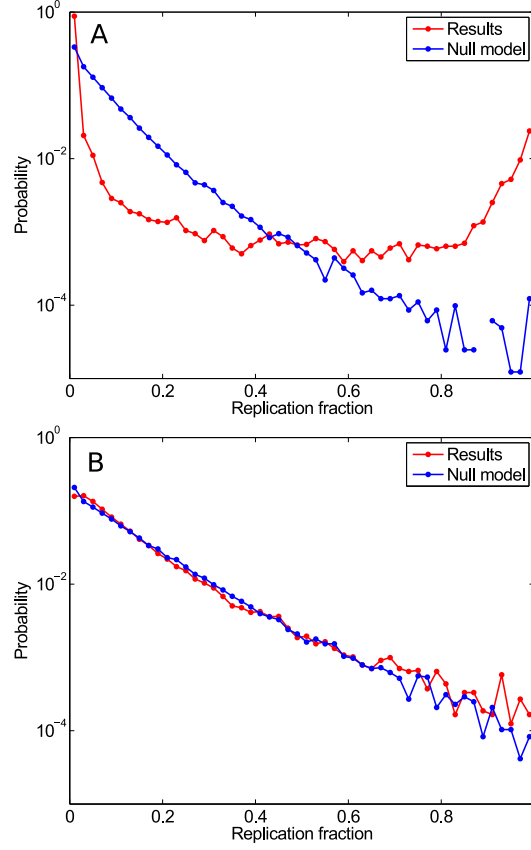 A
Results
Null model
10^0
10^-2
10^-4
Probability
0 0.2 0.4 0.6 0.8
Replication fraction
B
Results
Null model
10^0
10^-2
10^-4
Probability
0 0.2 0.4 0.6 0.8
Replication fraction